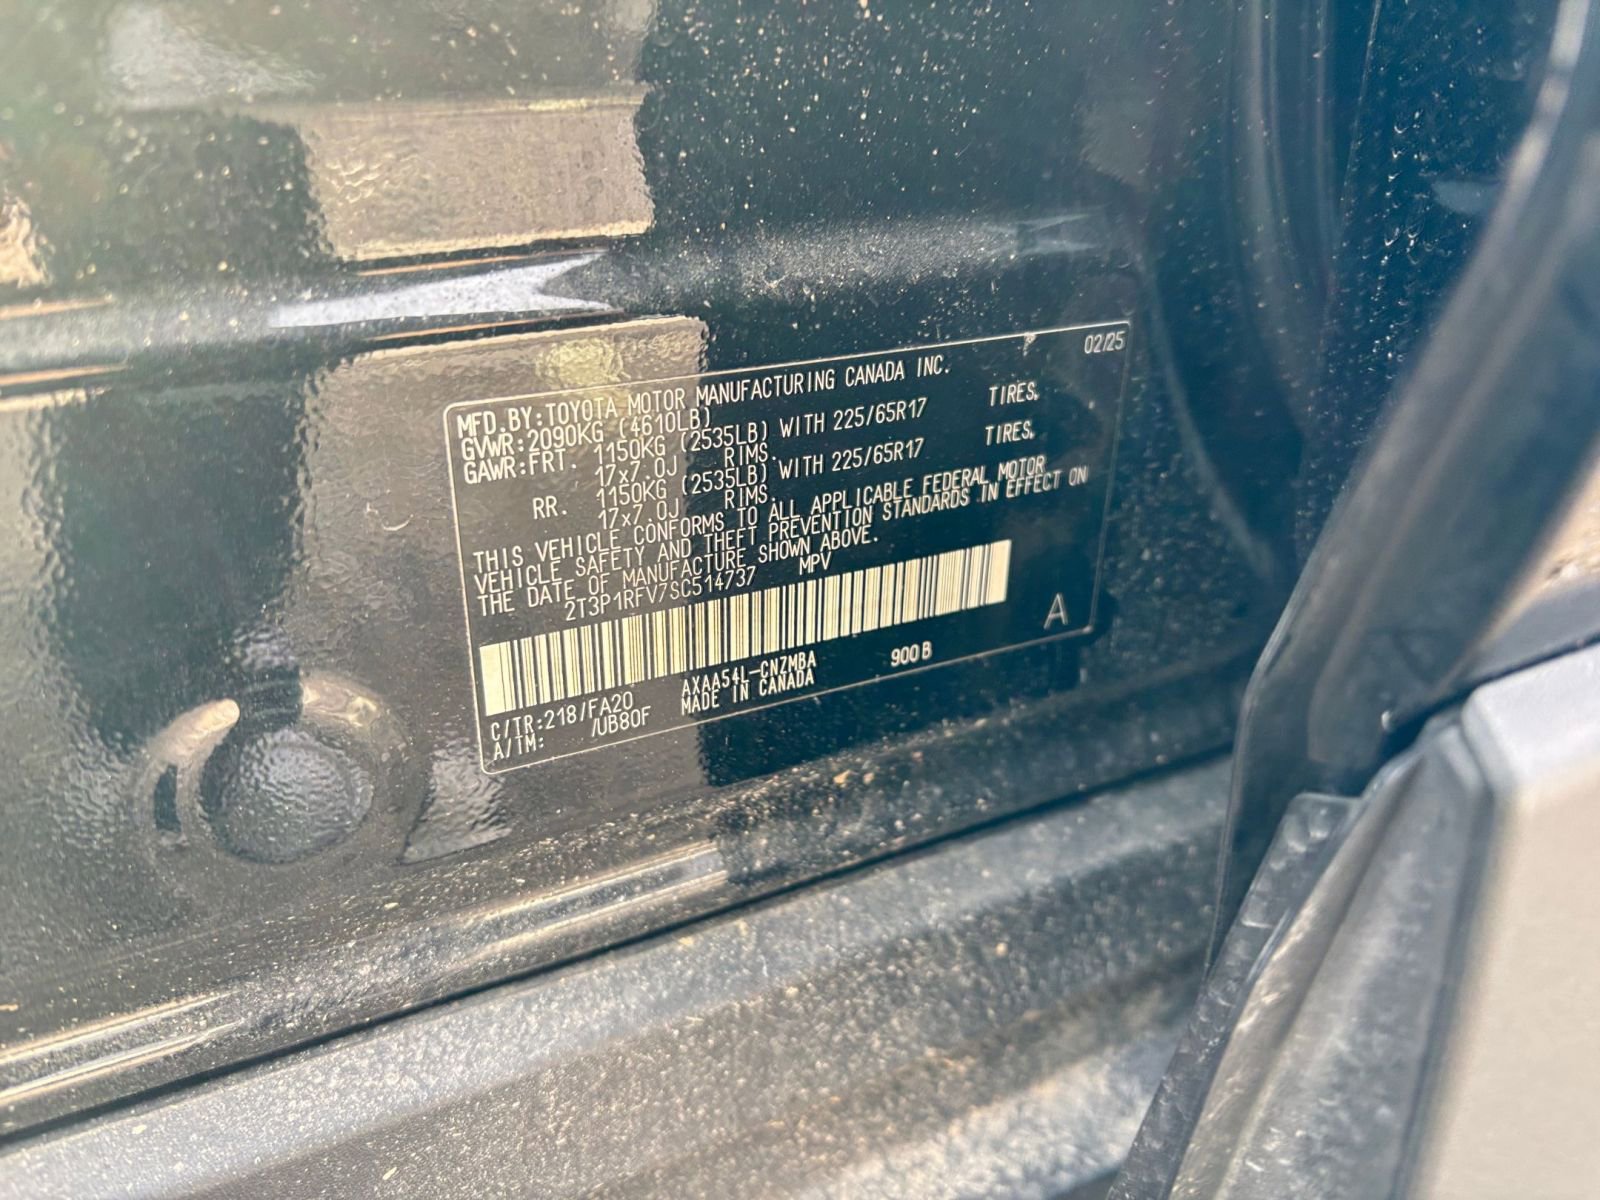 02/25
MFD.BY:TOYOTA MOTOR MANUFACTURING CANADA INC.
GVWR:2090KG (4610LB)
GAWR:FRT. 1150KG (2535LB) WITH 225/65R17 TIRES,
17x7.0J RIMS.
RR. 1150KG (2535LB) WITH 225/65R17 TIRES,
17x7.0J RIMS.
THIS VEHICLE CONFORMS TO ALL APPLICABLE FEDERAL MOTOR
VEHICLE SAFETY AND THEFT PREVENTION STANDARDS IN EFFECT ON
THE DATE OF MANUFACTURE SHOWN ABOVE.
2T3P1RFV7SC514737 MPV
A
C/TR:218/FA20 AXAA54L-CNZMBA 900B
A/TM: /UB80F MADE IN CANADA